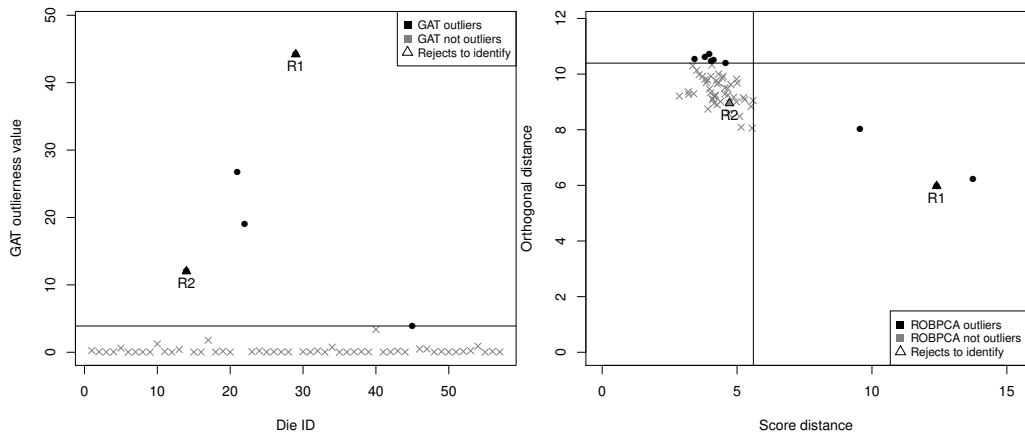 GAT outlierness value
50
40
30
20
10
0
0 10 20 30 40 50
Die ID
GAT outliers
GAT not outliers
Rejects to identify
R1
R2
Orthogonal distance
12
10
8
6
4
2
0
0 5 10 15
Score distance
R2
R1
ROBPCA outliers
ROBPCA not outliers
Rejects to identify